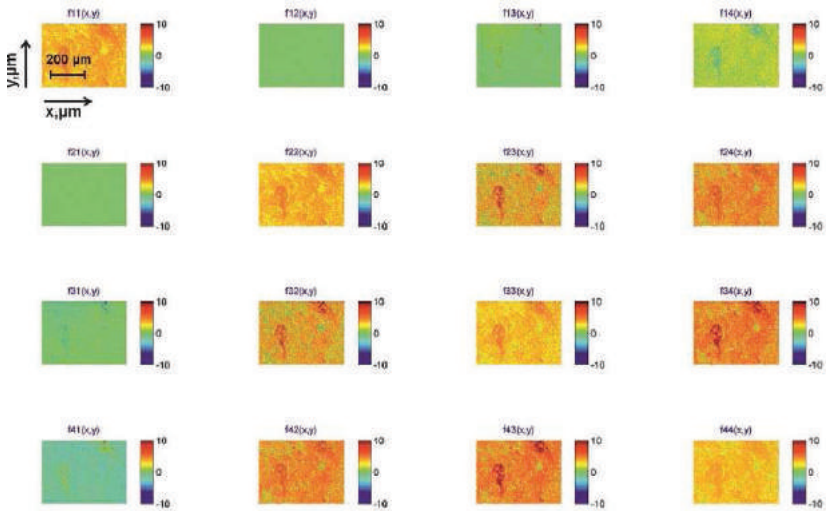 f11(x,y) f12(x,y) f13(x,y) f14(x,y)
10 10 10 10
y,µm 200 µm 0 0 0 0
-10 -10 -10 -10
x,µm
f21(x,y) f22(x,y) f23(x,y) f24(x,y)
10 10 10 10
0 0 0 0
-10 -10 -10 -10
f31(x,y) f32(x,y) f33(x,y) f34(x,y)
10 10 10 10
0 0 0 0
-10 -10 -10 -10
f41(x,y) f42(x,y) f43(x,y) f44(x,y)
10 10 10 10
0 0 0 0
-10 -10 -10 -10